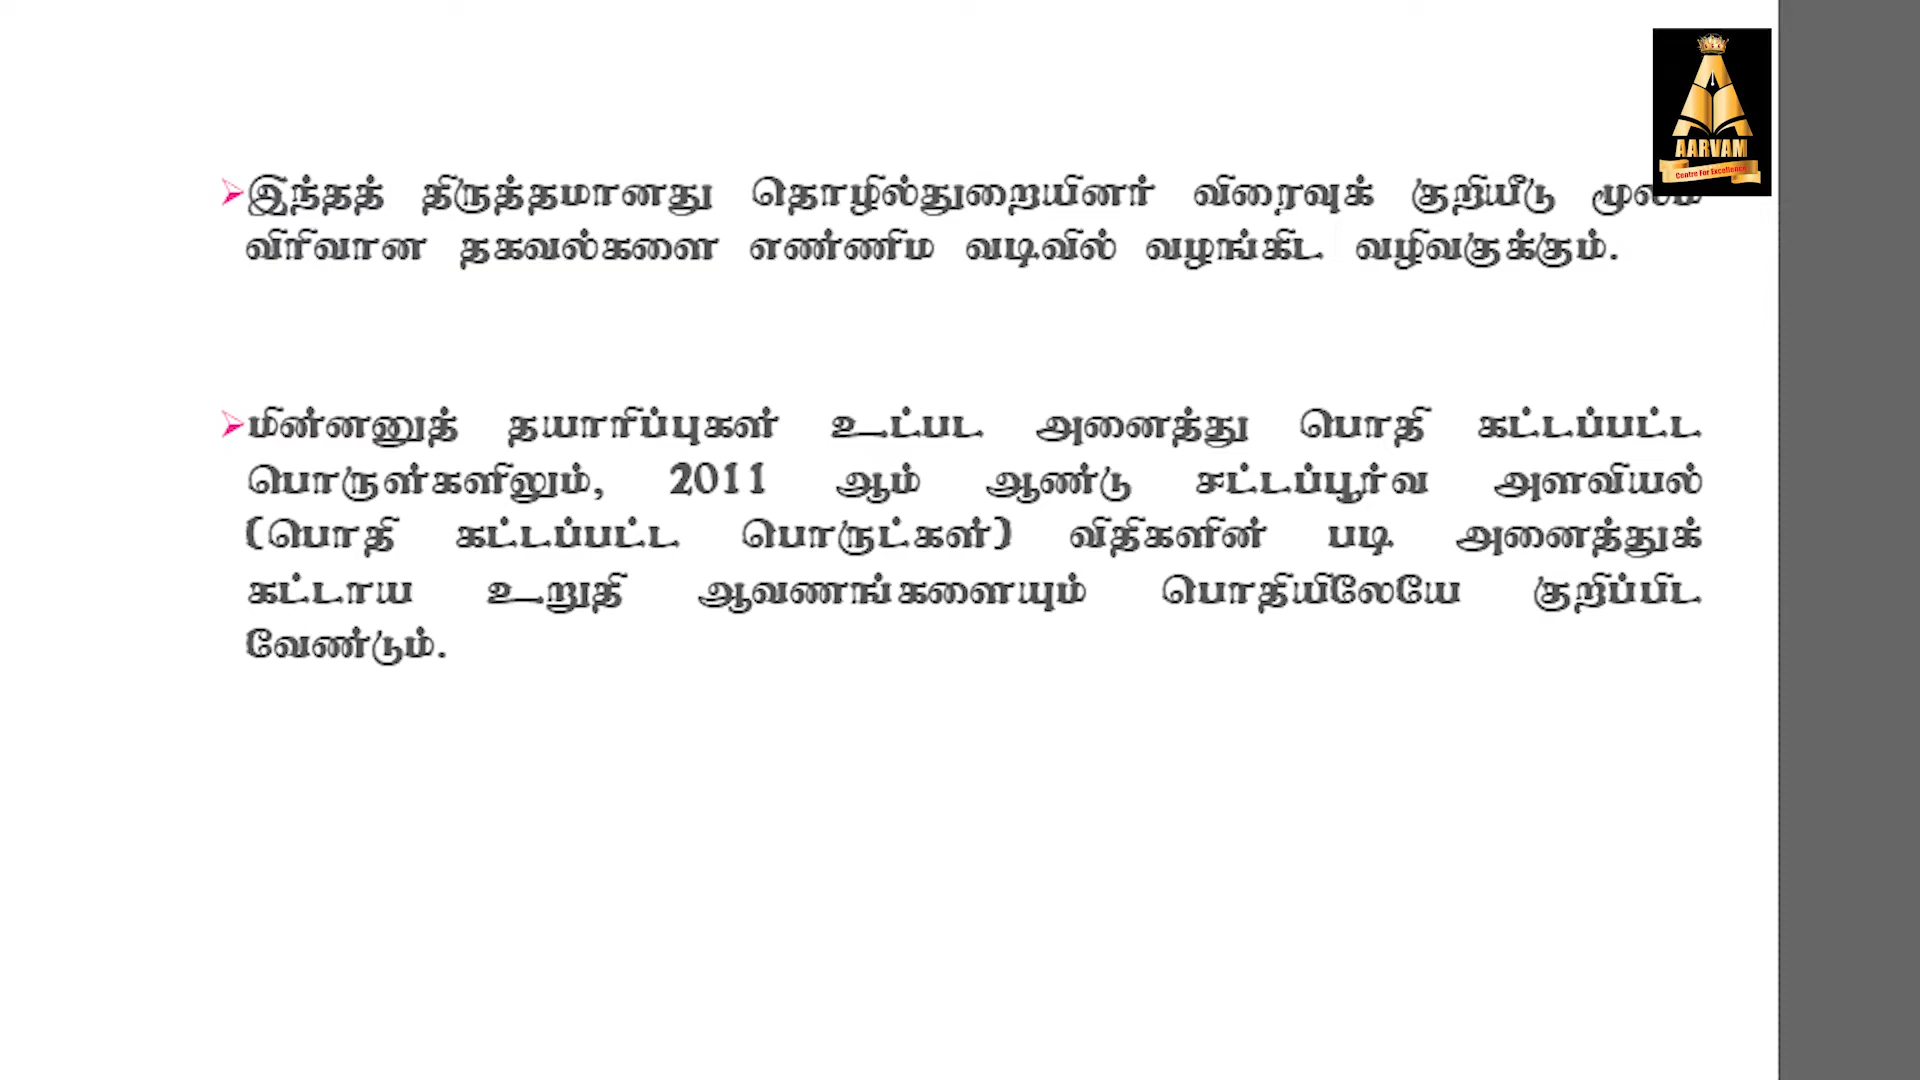 AARVAM
Centre For Excellence
➢இந்தத் திருத்தமானது தொழில்துறையினர் விரைவுக் குறியீடு மூலம்
விரிவான தகவல்களை எண்ணிம வடிவில் வழங்கிட வழிவகுக்கும்.
➢மின்னனுத் தயாரிப்புகள் உட்பட அனைத்து பொதி கட்டப்பட்ட
பொருள்களிலும், 2011 ஆம் ஆண்டு சட்டப்பூர்வ அளவியல்
(பொதி கட்டப்பட்ட பொருட்கள்) விதிகளின் படி அனைத்துக்
கட்டாய உறுதி ஆவணங்களையும் பொதியிலேயே குறிப்பிட
வேண்டும்.